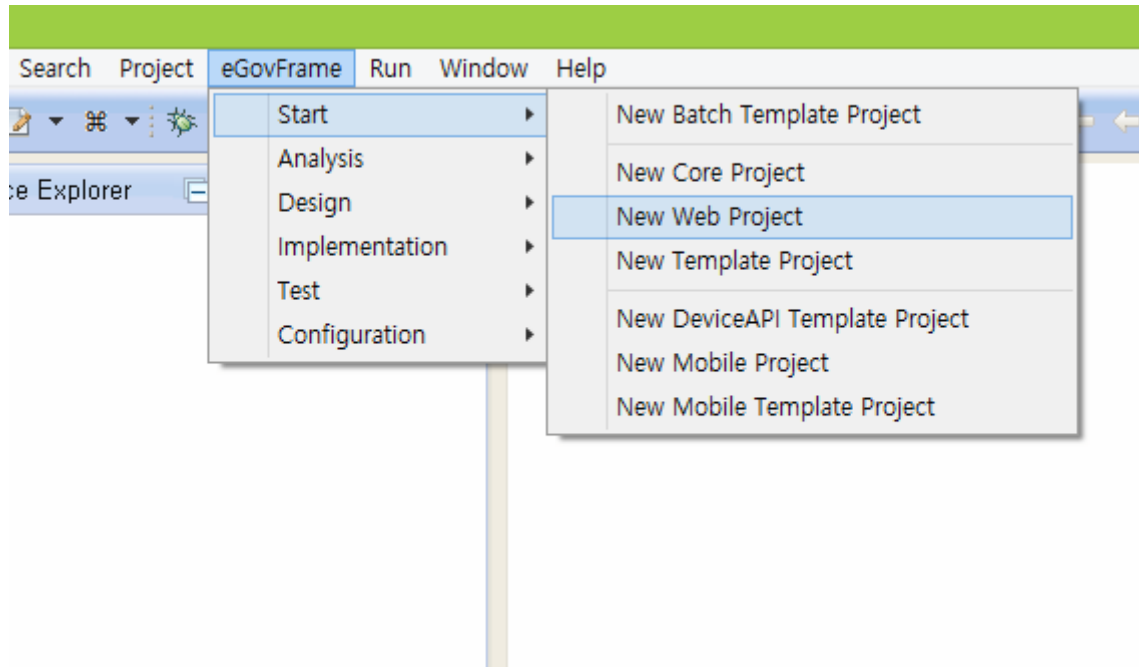 Search Project eGovFrame Run Window Help
Start
Analysis
Design
Implementation
Test
Configuration
New Batch Template Project
New Core Project
New Web Project
New Template Project
New DeviceAPI Template Project
New Mobile Project
New Mobile Template Project
ce Explorer